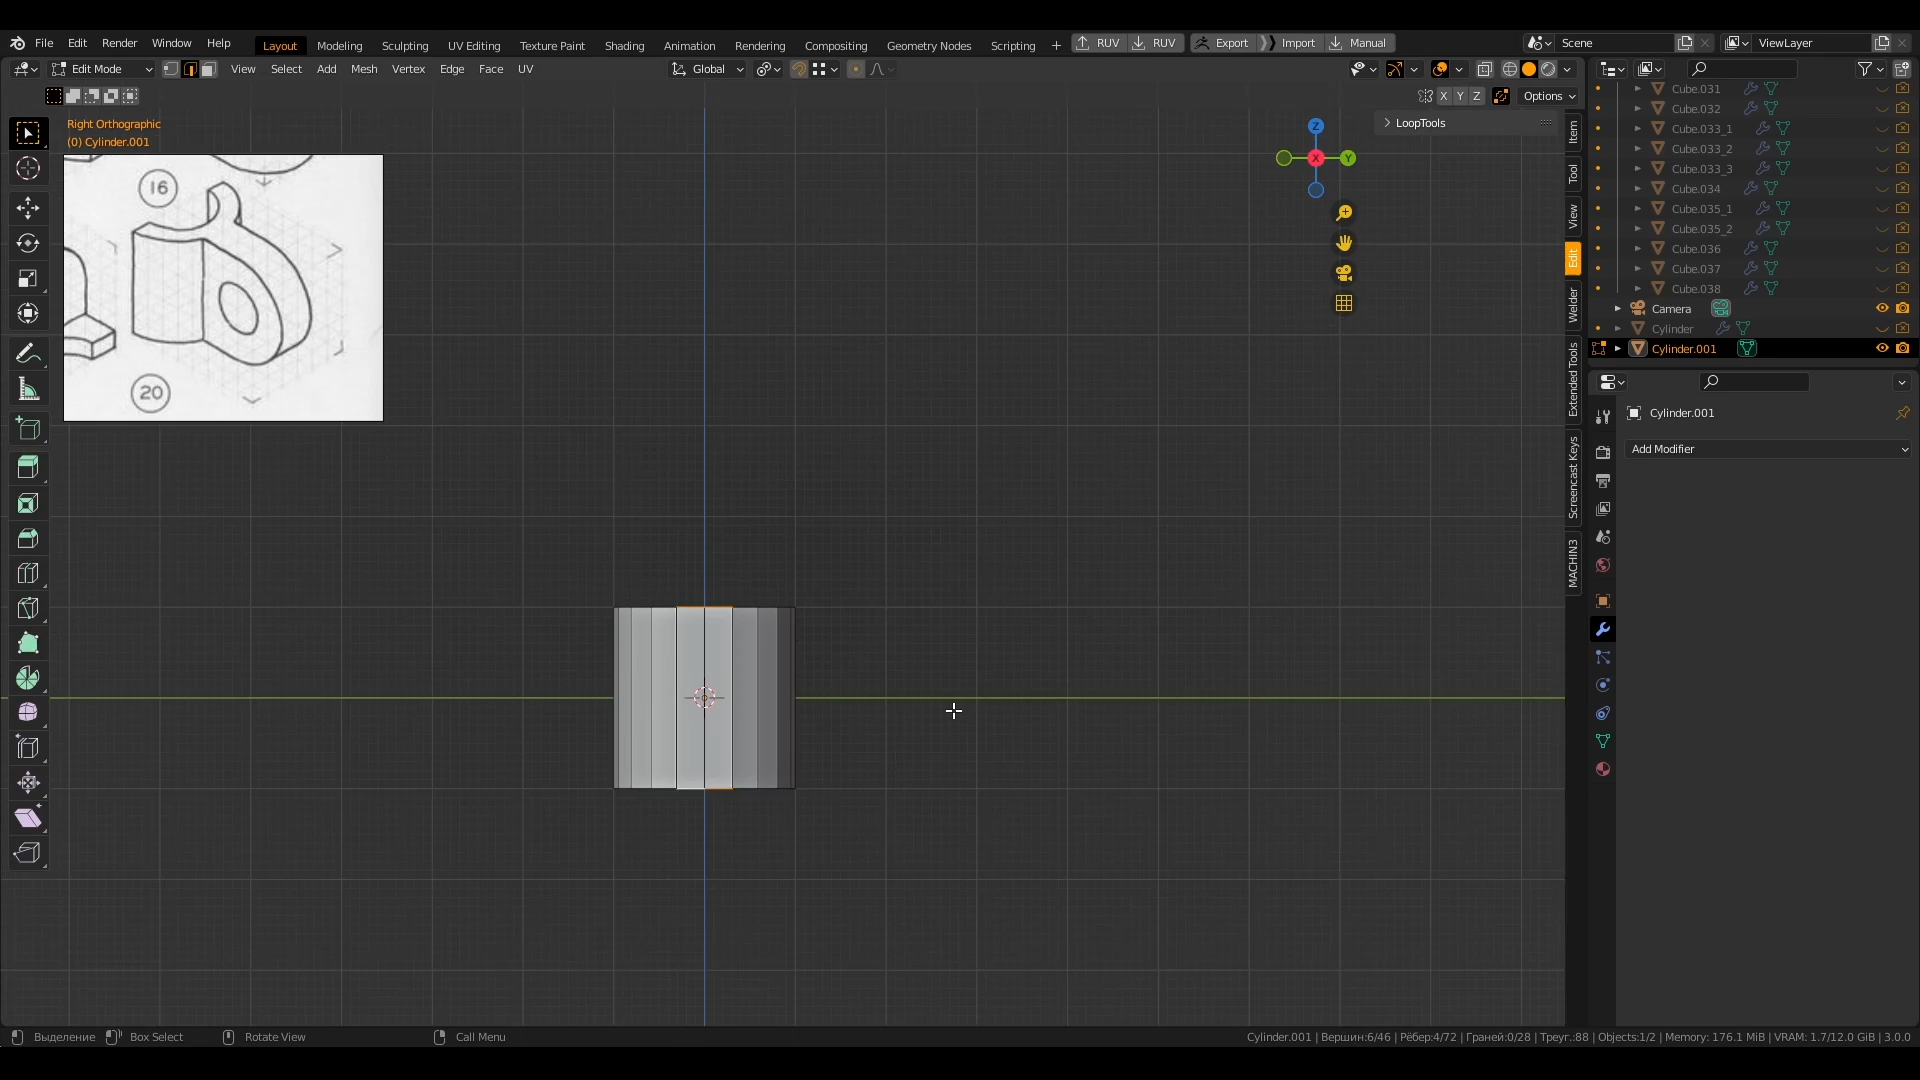 File Edit Render Window Help Layout Modeling Sculpting UV Editing Texture Paint Shading Animation Rendering Compositing Geometry Nodes Scripting + RUV RUV Export Import Manual Scene ViewLayer
Edit Mode View Select Add Mesh Vertex Edge Face UV Global
X Y Z Options
Right Orthographic
(0) Cylinder.001
LoopTools
16
20
Z
Y
X
Item
Tool
View
Edit
Welder
Extended Tools
Screencast Keys
MACHIN3
Cube.031
Cube.032
Cube.033_1
Cube.033_2
Cube.033_3
Cube.034
Cube.035_1
Cube.035_2
Cube.036
Cube.037
Cube.038
Camera
Cylinder
Cylinder.001
Cylinder.001
Add Modifier
Выделение Box Select Rotate View Call Menu Cylinder.001 | Вершин:6/46 | Рёбер:4/72 | Граней:0/28 | Треуг.:88 | Objects:1/2 | Memory: 176.1 MiB | VRAM: 1.7/12.0 GiB | 3.0.0